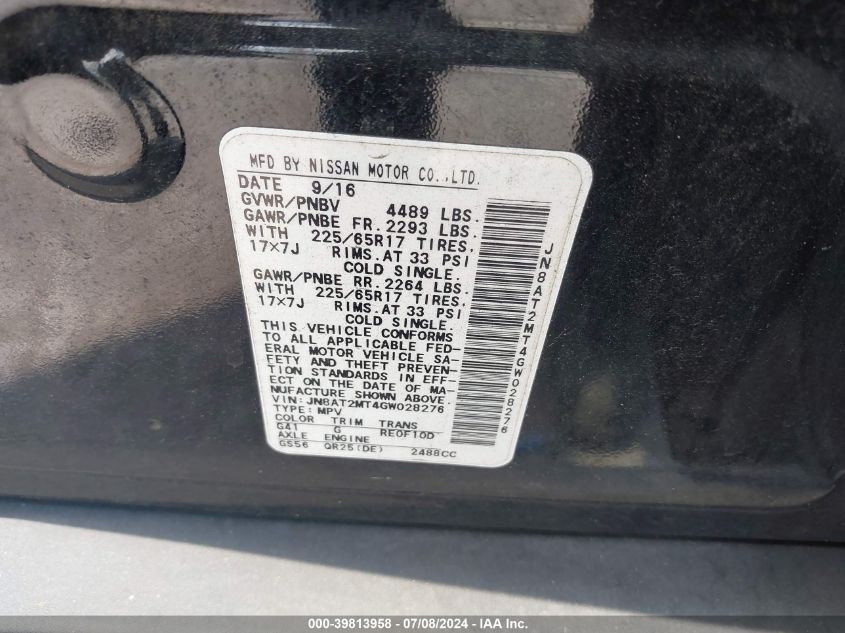 MFD BY NISSAN MOTOR CO.,LTD.
DATE 9/16
GVWR/PNBV 4489 LBS.
GAWR/PNBE FR. 2293 LBS.
WITH 225/65R17 TIRES.
17×7J RIMS. AT 33 PSI
COLD SINGLE.
GAWR/PNBE RR. 2264 LBS.
WITH 225/65R17 TIRES.
17×7J RIMS. AT 33 PSI
COLD SINGLE.
THIS VEHICLE CONFORMS
TO ALL APPLICABLE FED-
ERAL MOTOR VEHICLE SA-
FETY AND THEFT PREVEN-
TION STANDARDS IN EFF-
ECT ON THE DATE OF MA-
NUFACTURE SHOWN ABOVE.
VIN: JN8AT2MT4GW028276
TYPE: MPV
COLOR TRIM TRANS
G41 G RE0F10D
AXLE ENGINE
GS56 QR25(DE) 2488CC
JN8AT2MT4GW028276
000-39813958 - 07/08/2024 - IAA Inc.